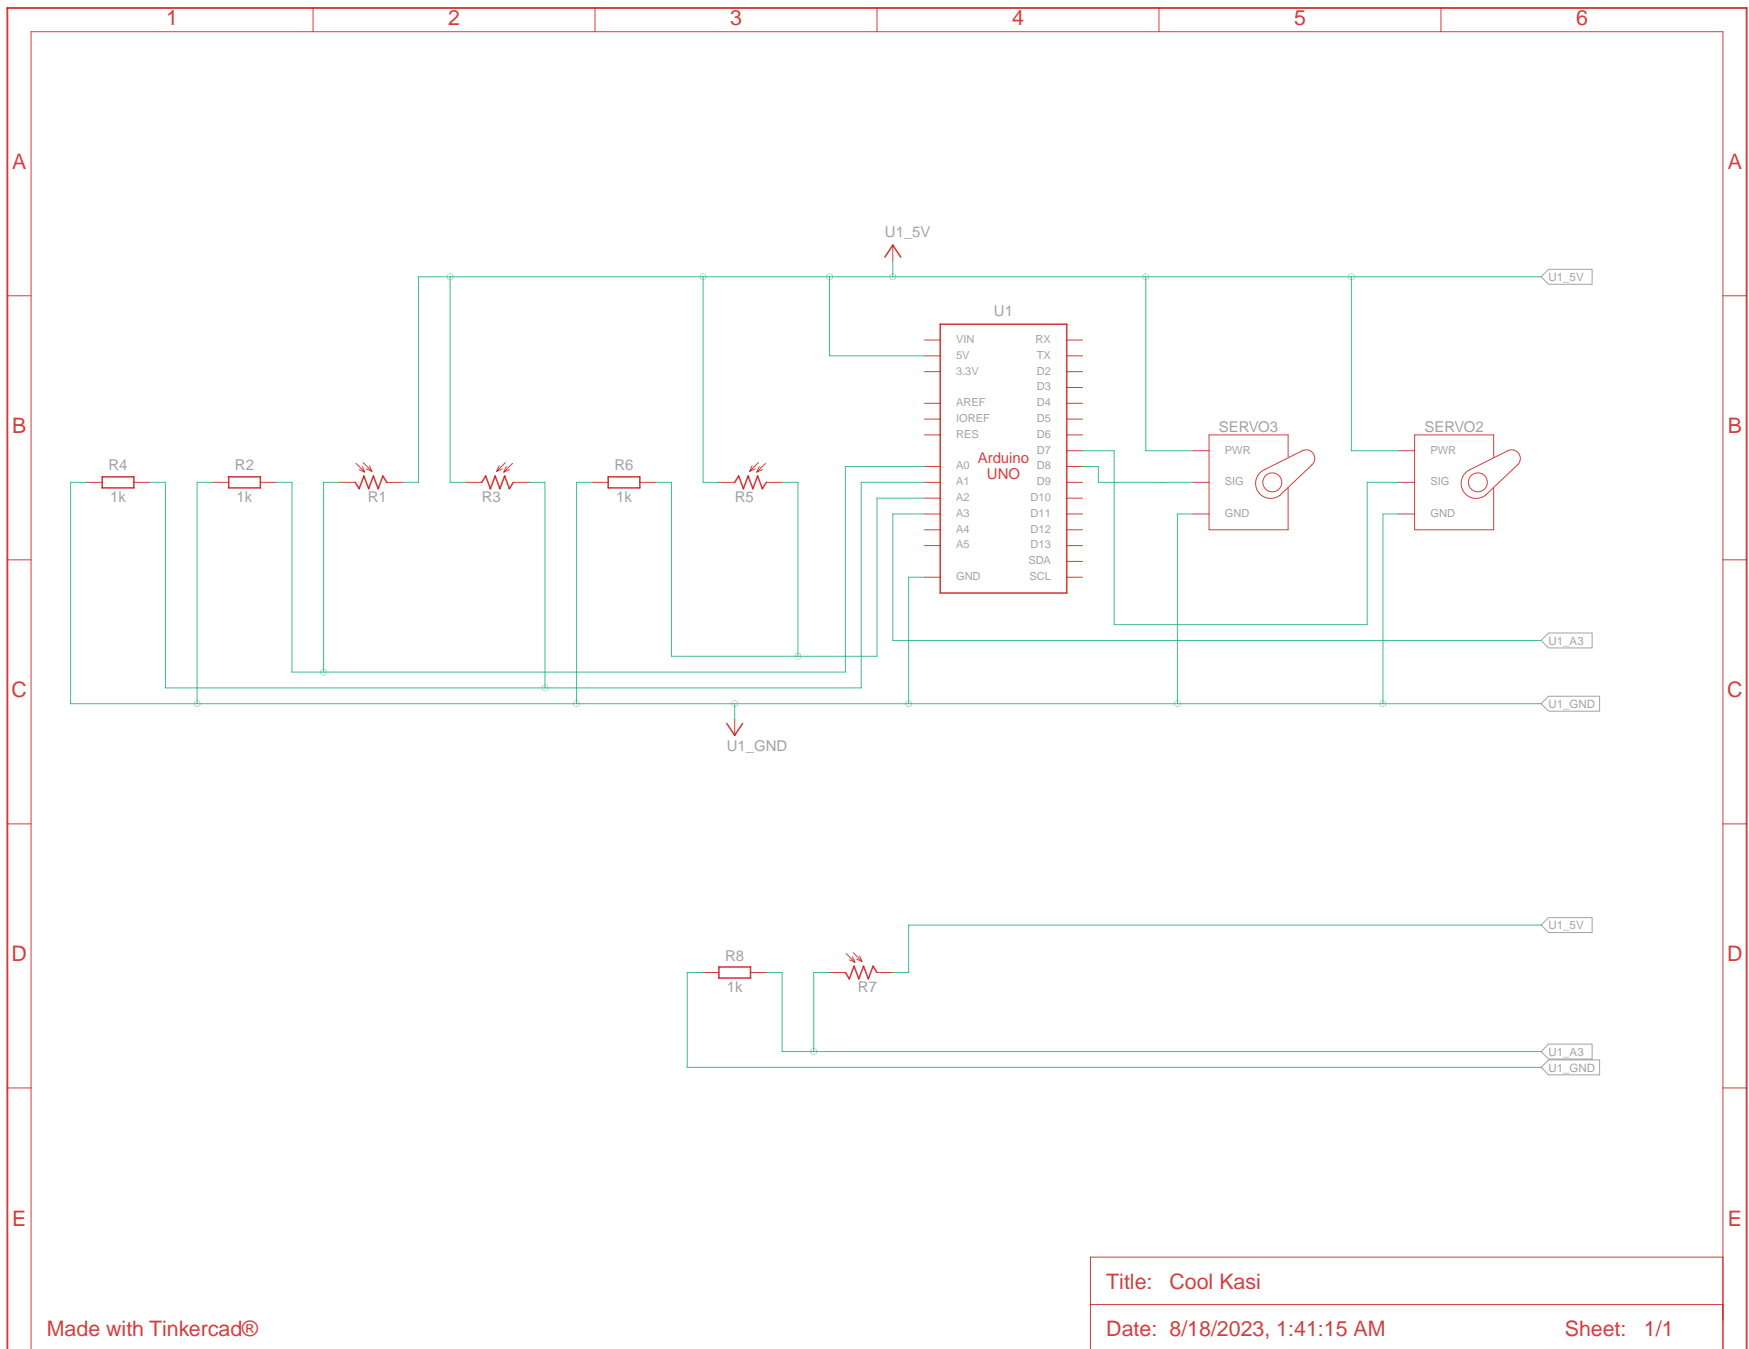 1 2 3 4 5 6
A A
U1_5V
U1_5V
U1
VIN RX
5V TX
3.3V D2
D3
AREF D4
IOREF D5
RES D6
D7
A0 D8
A1 D9
A2 D10
A3 D11
A4 D12
A5 D13
SDA
GND SCL
Arduino
UNO
B B
SERVO3
PWR
SIG
GND
SERVO2
PWR
SIG
GND
R4
1k
R2
1k
R1
R3
R6
1k
R5
U1_A3
C C
U1_GND
U1_GND
U1_5V
D D
R8
1k
R7
U1_A3
U1_GND
E E
Title: Cool Kasi
Made with Tinkercad®
Date: 8/18/2023, 1:41:15 AM Sheet: 1/1